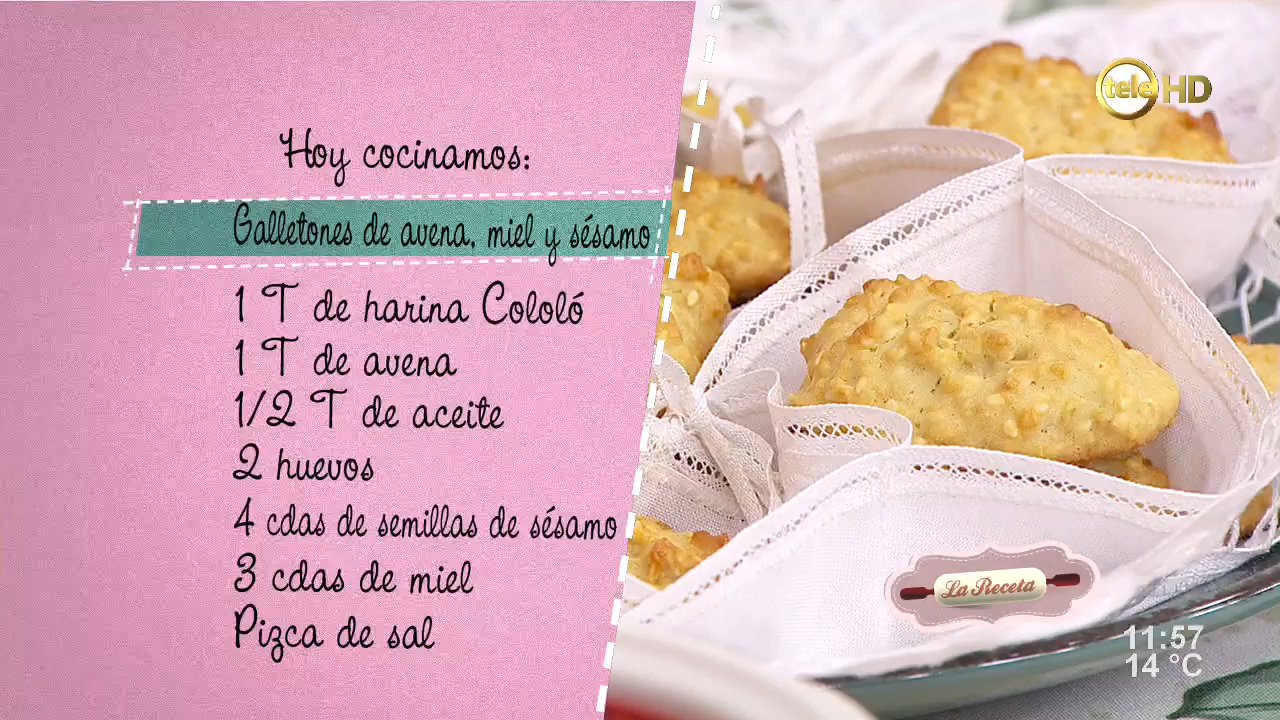 Hoy cocinamos:
Galletones de avena, miel y sésamo
1 T de harina Cololó
1 T de avena
1/2 T de aceite
2 huevos
4 cdas de semillas de sésamo
3 cdas de miel
Pizca de sal
tele HD
La Receta
11:57
14 °C